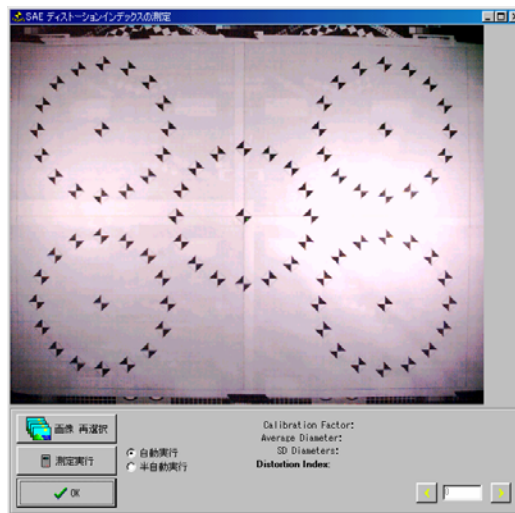 SAE ディストーションインデックスの測定
画像 再選択
測定実行
自動実行
半自動実行
OK
Calibration Factor:
Average Diameter:
SD Diameters:
Distortion Index:
0